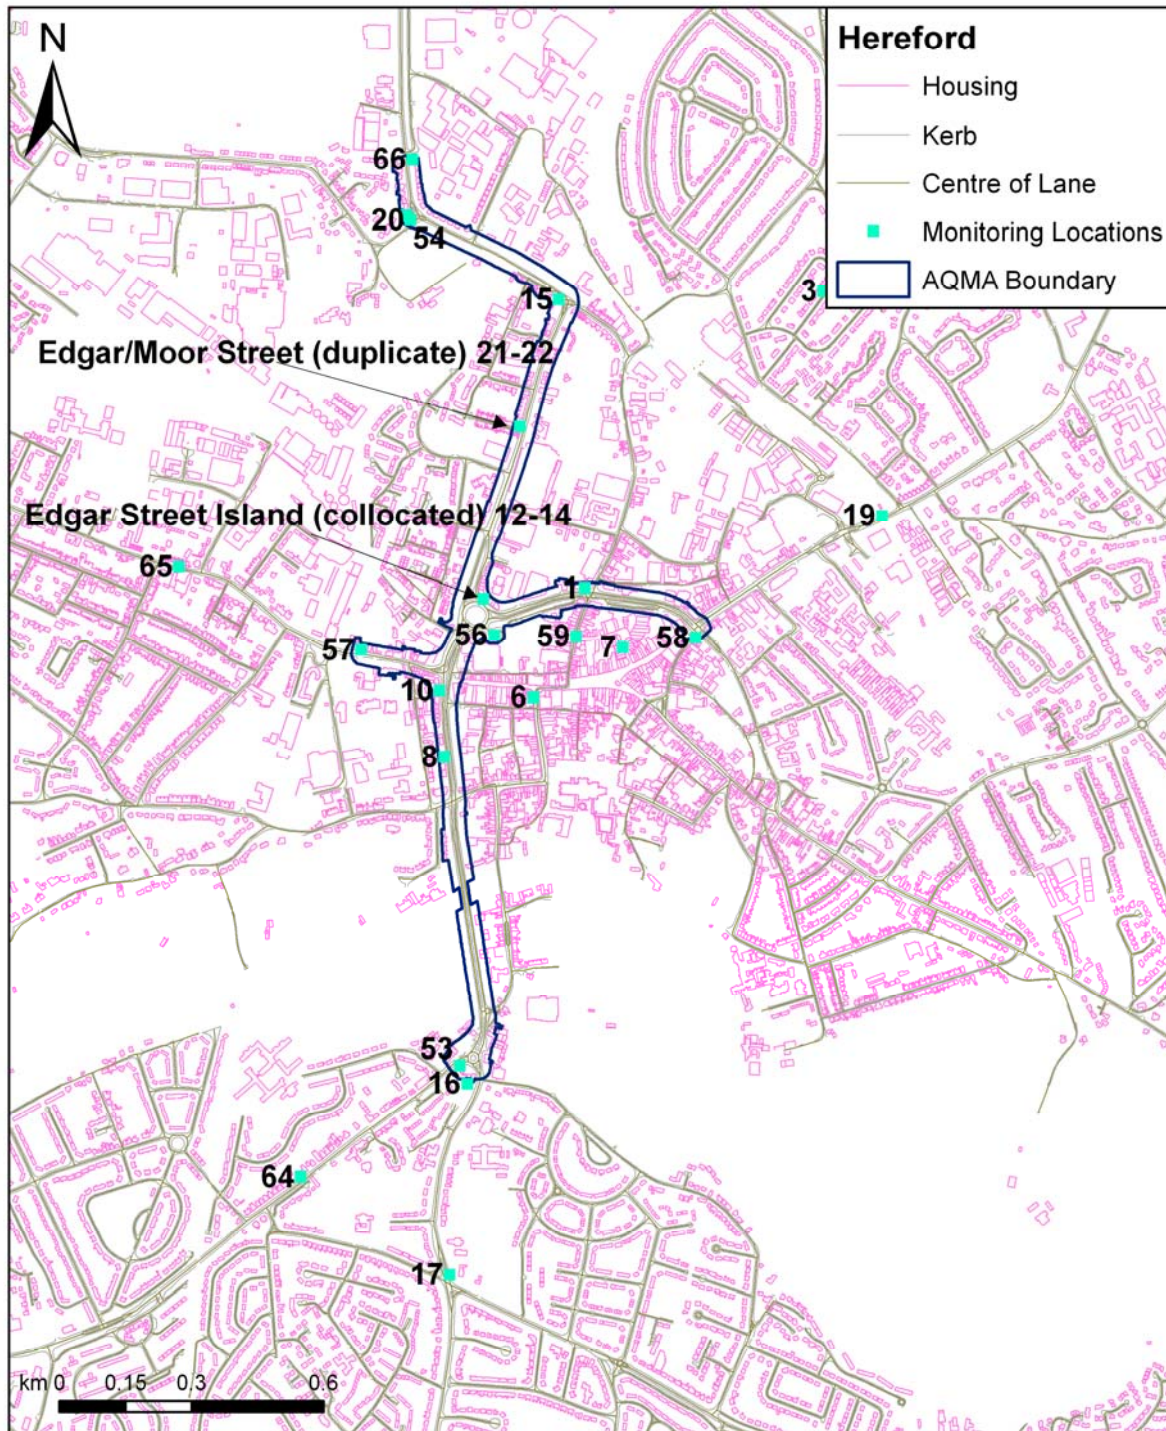 N
Hereford
Housing
Kerb
Centre of Lane
Monitoring Locations
AQMA Boundary
66
20
54
15
3
Edgar/Moor Street (duplicate) 21-22
Edgar Street Island (collocated) 12-14
19
65
1
56
59
7
58
57
10
6
8
53
16
64
17
km 0 0.15 0.3 0.6